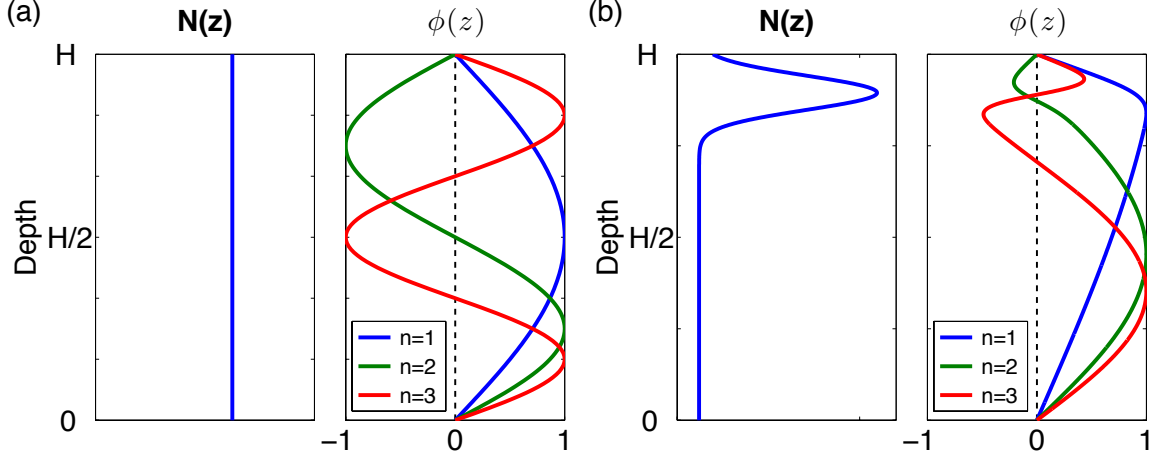 (a)
N(z)
ϕ(z)
H
H/2
0
Depth
n=1
n=2
n=3
−1
0
1
(b)
N(z)
ϕ(z)
H
H/2
0
Depth
n=1
n=2
n=3
−1
0
1